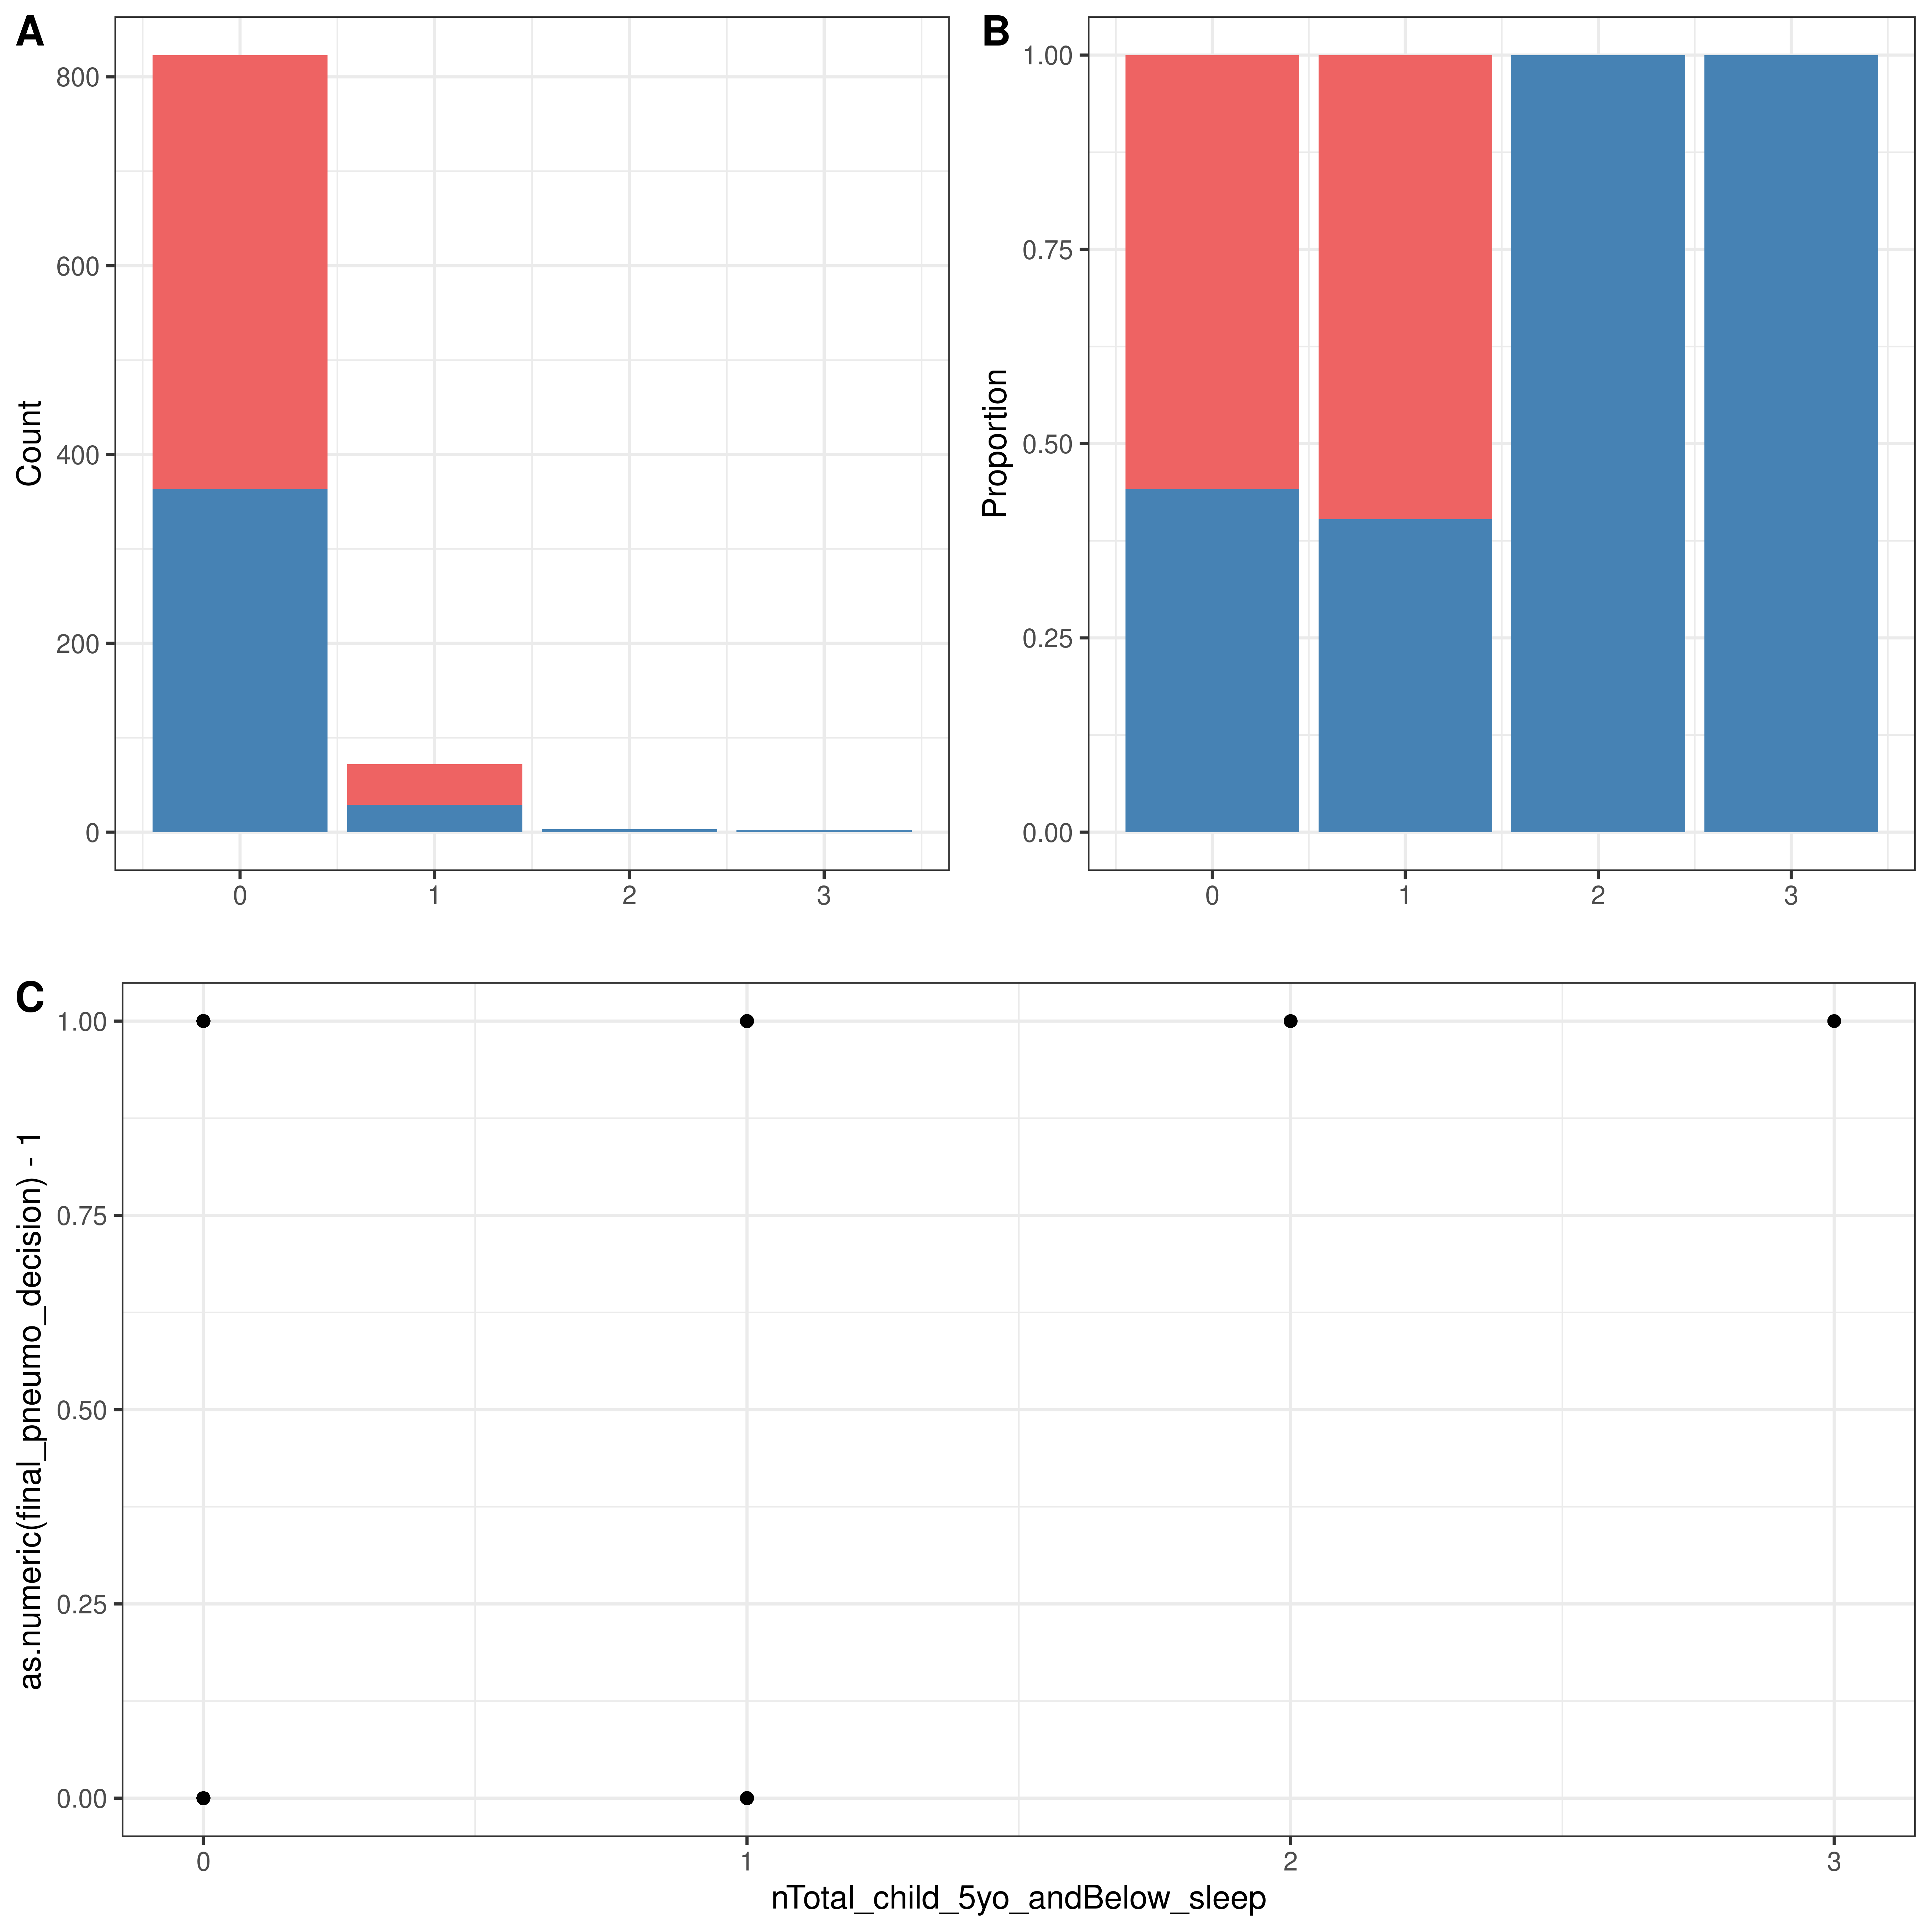 A
Count
800
600
400
200
0
0 1 2 3
B
Proportion
1.00
0.75
0.50
0.25
0.00
0 1 2 3
C
as.numeric(final_pneumo_decision) - 1
1.00
0.75
0.50
0.25
0.00
0 1 2 3
nTotal_child_5yo_andBelow_sleep